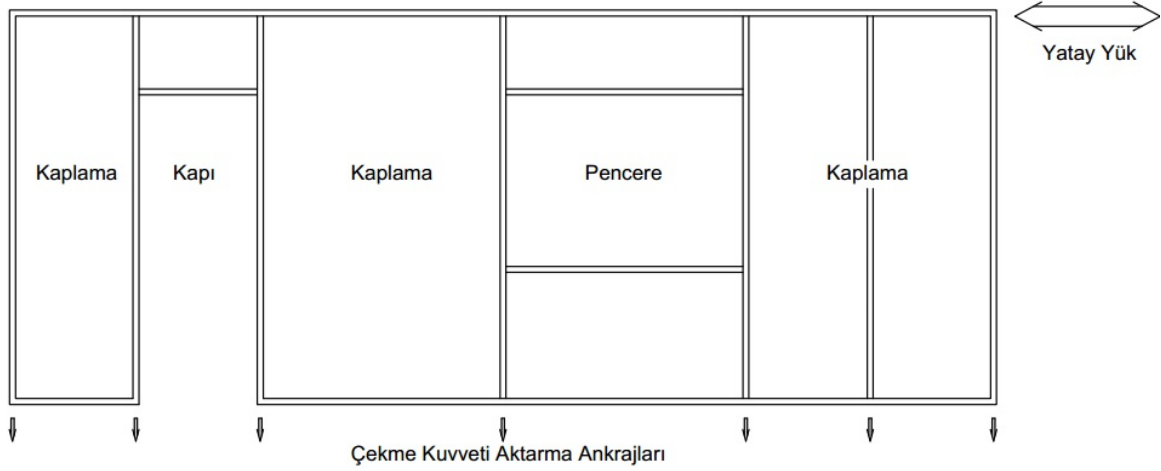 Yatay Yük
Kaplama
Kapı
Kaplama
Pencere
Kaplama
Çekme Kuvveti Aktarma Ankrajları